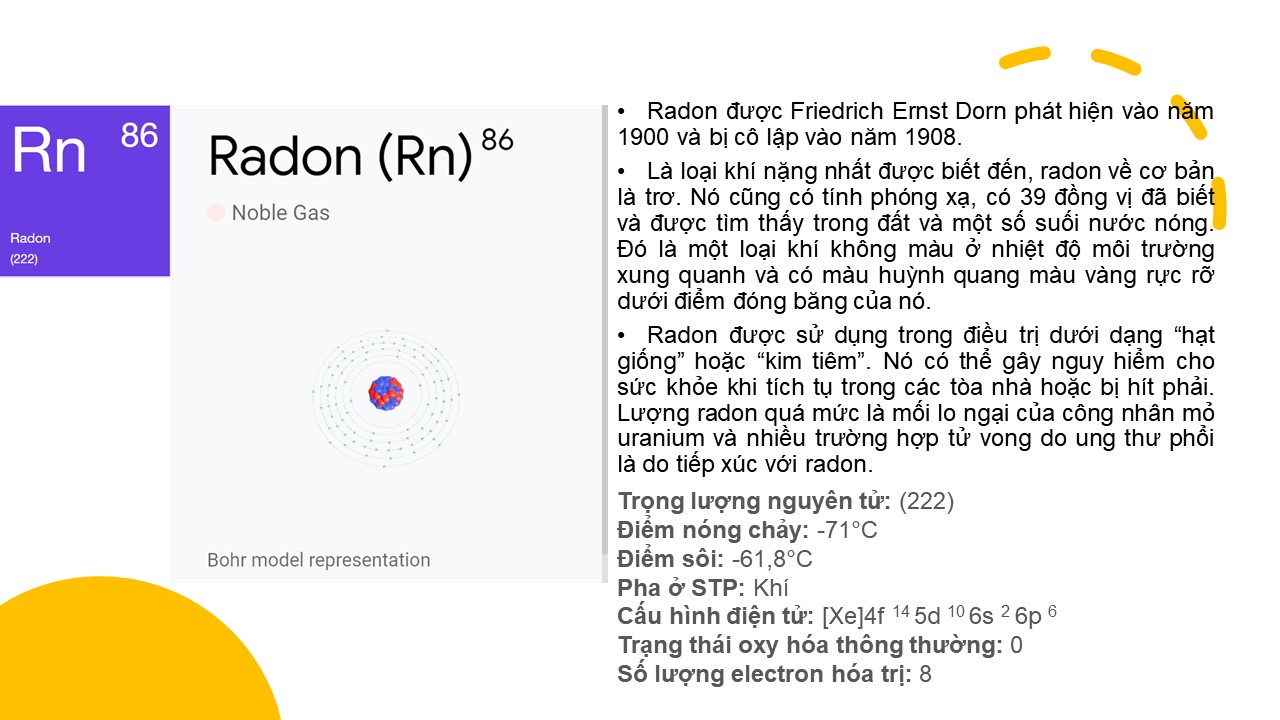 Rn 86
Radon
(222)
Radon (Rn) 86
Noble Gas
Bohr model representation
• Radon được Friedrich Ernst Dorn phát hiện vào năm
1900 và bị cô lập vào năm 1908.
• Là loại khí nặng nhất được biết đến, radon về cơ bản
là trơ. Nó cũng có tính phóng xạ, có 39 đồng vị đã biết
và được tìm thấy trong đất và một số suối nước nóng.
Đó là một loại khí không màu ở nhiệt độ môi trường
xung quanh và có màu huỳnh quang màu vàng rực rỡ
dưới điểm đóng băng của nó.
• Radon được sử dụng trong điều trị dưới dạng “hạt
giống” hoặc “kim tiêm”. Nó có thể gây nguy hiểm cho
sức khỏe khi tích tụ trong các tòa nhà hoặc bị hít phải.
Lượng radon quá mức là mối lo ngại của công nhân mỏ
uranium và nhiều trường hợp tử vong do ung thư phổi
là do tiếp xúc với radon.
Trọng lượng nguyên tử: (222)
Điểm nóng chảy: -71°C
Điểm sôi: -61,8°C
Pha ở STP: Khí
Cấu hình điện tử: [Xe]4f 14 5d 10 6s 2 6p 6
Trạng thái oxy hóa thông thường: 0
Số lượng electron hóa trị: 8